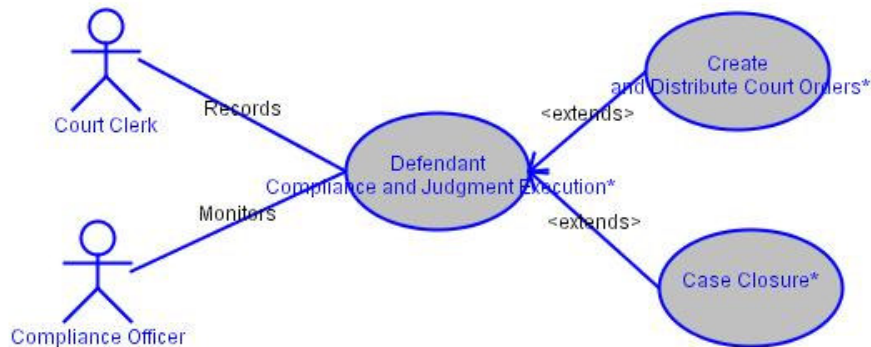 Court Clerk
Records
Compliance Officer
Monitors
Defendant
Compliance and Judgment Execution*
<extends>
Create
and Distribute Court Orders*
<extends>
Case Closure*